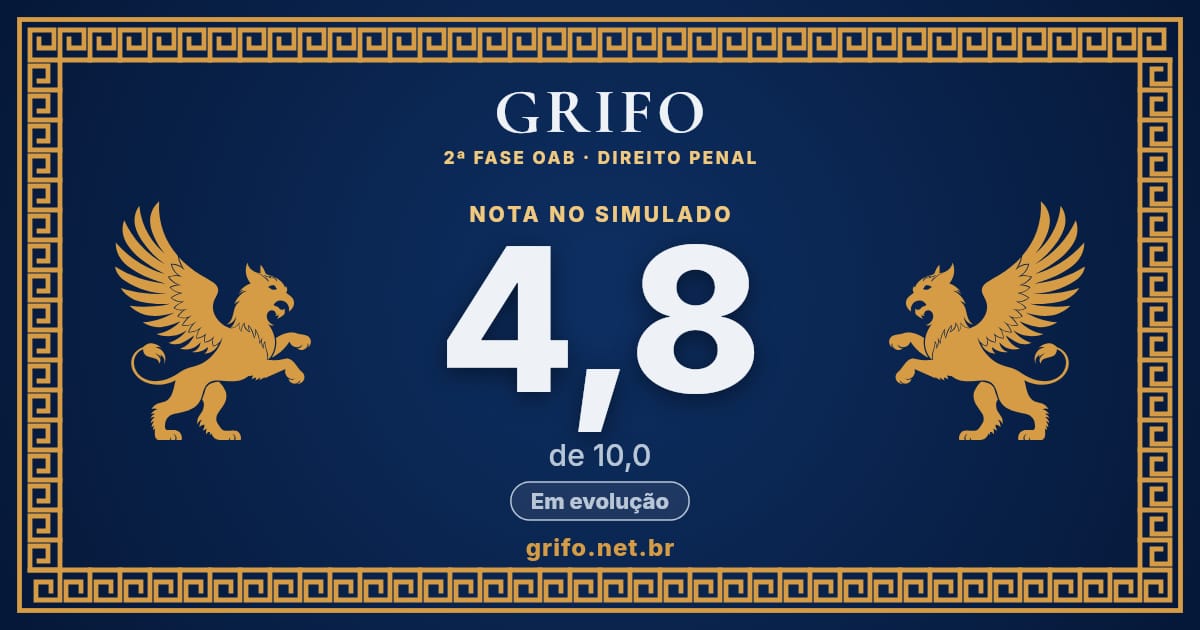 GRIFO
2ª FASE OAB · DIREITO PENAL
NOTA NO SIMULADO
4,8
de 10,0
Em evolução
grifo.net.br